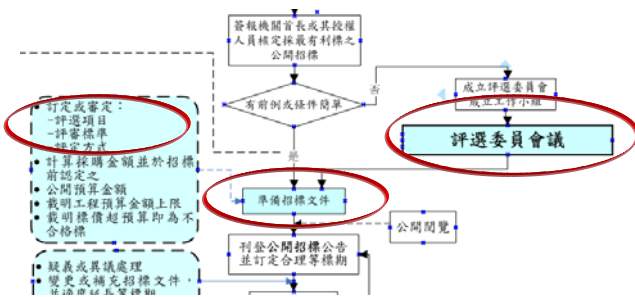 簽報機關首長或其授權
人員核定採最有利標之
公開招標
有前例或條件簡單
否
是
成立評選委員會
成立工作小組
評選委員會議
• 訂定或審定：
-評選項目
-評審標準
-評定方式
• 計算採購金額並於招標
前認定之
• 公開預算金額
• 載明工程預算金額上限
• 載明標價超預算即為不
合格標
準備招標文件
公開閱覽
刊登公開招標公告
並訂定合理等標期
• 疑義或異議處理
• 變更或補充招標文件，
並適度延長等標期